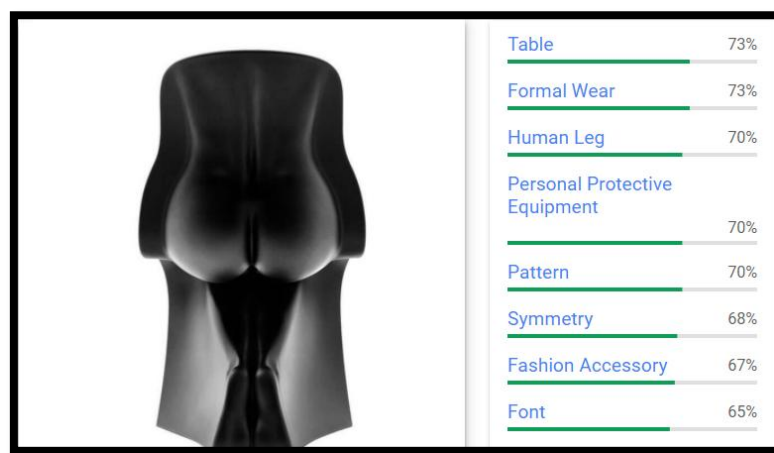 Table 73%
Formal Wear 73%
Human Leg 70%
Personal Protective
Equipment
70%
Pattern 70%
Symmetry 68%
Fashion Accessory 67%
Font 65%